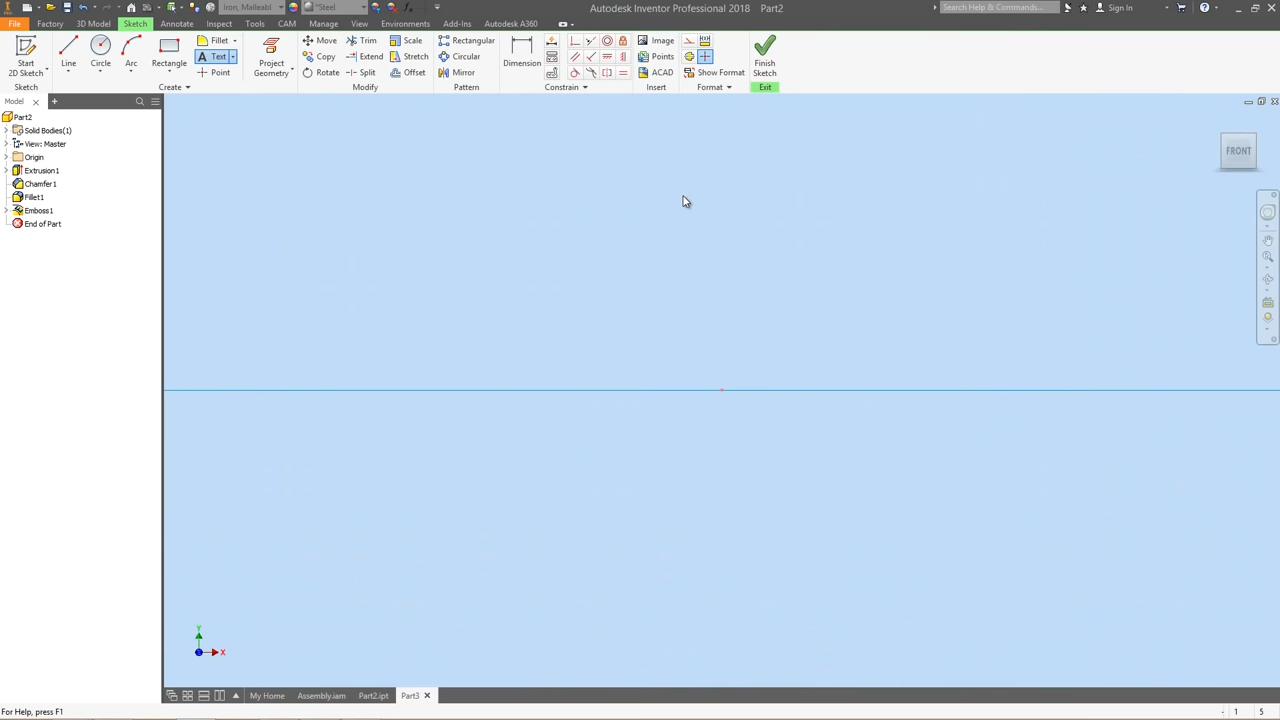 Iron, Malleabl
*Steel
Autodesk Inventor Professional 2018   Part2
Search Help & Commands...
Sign In
File Factory 3D Model Sketch Annotate Inspect Tools CAM Manage View Environments Add-Ins Autodesk A360
Start
2D Sketch
Line
Circle
Arc
Rectangle
Fillet
Text
Point
Project
Geometry
Move
Copy
Rotate
Trim
Extend
Split
Scale
Stretch
Offset
Rectangular
Circular
Mirror
Dimension
Image
Points
ACAD
Show Format
Finish
Sketch
Sketch Create Modify Pattern Constrain Insert Format Exit
Model
Part2
Solid Bodies(1)
View: Master
Origin
Extrusion1
Chamfer1
Fillet1
Emboss1
End of Part
FRONT
Y
X
My Home Assembly.iam Part2.ipt Part3
For Help, press F1
1 5